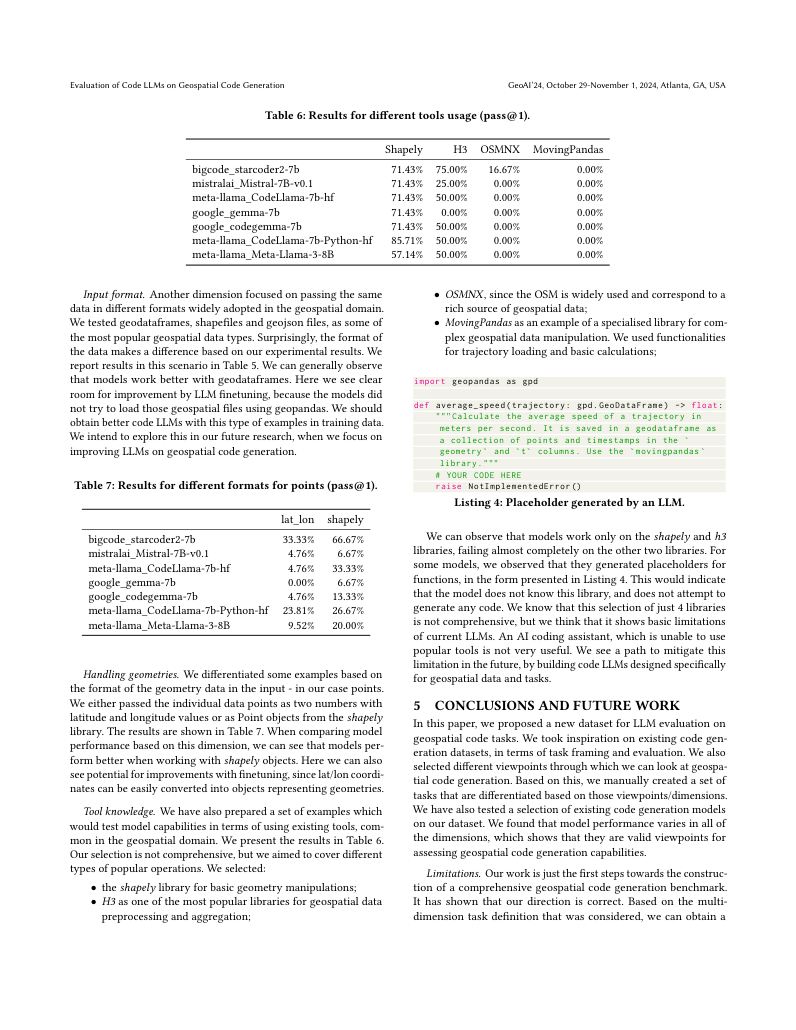 Evaluation of Code LLMs on Geospatial Code Generation
GeoAI'24, October 29-November 1, 2024, Atlanta, GA, USA
Table 6: Results for different tools usage (pass@1).
Shapely H3 OSMNX MovingPandas
bigcode_starcoder2-7b 71.43% 75.00% 16.67% 0.00%
mistralai_Mistral-7B-v0.1 71.43% 25.00% 0.00% 0.00%
meta-llama_CodeLlama-7b-hf 71.43% 50.00% 0.00% 0.00%
google_gemma-7b 71.43% 0.00% 0.00% 0.00%
google_codegemma-7b 71.43% 50.00% 0.00% 0.00%
meta-llama_CodeLlama-7b-Python-hf 85.71% 50.00% 0.00% 0.00%
meta-llama_Meta-Llama-3-8B 57.14% 50.00% 0.00% 0.00%
Input format. Another dimension focused on passing the same
data in different formats widely adopted in the geospatial domain.
We tested geodataframes, shapefiles and geojson files, as some of
the most popular geospatial data types. Surprisingly, the format of
the data makes a difference based on our experimental results. We
report results in this scenario in Table 5. We can generally observe
that models work better with geodataframes. Here we see clear
room for improvement by LLM finetuning, because the models did
not try to load those geospatial files using geopandas. We should
obtain better code LLMs with this type of examples in training data.
We intend to explore this in our future research, when we focus on
improving LLMs on geospatial code generation.
Table 7: Results for different formats for points (pass@1).
lat_lon shapely
bigcode_starcoder2-7b 33.33% 66.67%
mistralai_Mistral-7B-v0.1 4.76% 6.67%
meta-llama_CodeLlama-7b-hf 4.76% 33.33%
google_gemma-7b 0.00% 6.67%
google_codegemma-7b 4.76% 13.33%
meta-llama_CodeLlama-7b-Python-hf 23.81% 26.67%
meta-llama_Meta-Llama-3-8B 9.52% 20.00%
Handling geometries. We differentiated some examples based on
the format of the geometry data in the input - in our case points.
We either passed the individual data points as two numbers with
latitude and longitude values or as Point objects from the shapely
library. The results are shown in Table 7. When comparing model
performance based on this dimension, we can see that models per-
form better when working with shapely objects. Here we can also
see potential for improvements with finetuning, since lat/lon coordi-
nates can be easily converted into objects representing geometries.
Tool knowledge. We have also prepared a set of examples which
would test model capabilities in terms of using existing tools, com-
mon in the geospatial domain. We present the results in Table 6.
Our selection is not comprehensive, but we aimed to cover different
types of popular operations. We selected:
• the shapely library for basic geometry manipulations;
• H3 as one of the most popular libraries for geospatial data
preprocessing and aggregation;
• OSMNX, since the OSM is widely used and correspond to a
rich source of geospatial data;
• MovingPandas as an example of a specialised library for com-
plex geospatial data manipulation. We used functionalities
for trajectory loading and basic calculations;
import geopandas as gpd
def average_speed(trajectory: gpd.GeoDataFrame) -> float:
"""Calculate the average speed of a trajectory in
meters per second. It is saved in a geodataframe as
a collection of points and timestamps in the `
geometry` and `t` columns. Use the `movingpandas`
library."""
# YOUR CODE HERE
raise NotImplementedError()
Listing 4: Placeholder generated by an LLM.
We can observe that models work only on the shapely and h3
libraries, failing almost completely on the other two libraries. For
some models, we observed that they generated placeholders for
functions, in the form presented in Listing 4. This would indicate
that the model does not know this library, and does not attempt to
generate any code. We know that this selection of just 4 libraries
is not comprehensive, but we think that it shows basic limitations
of current LLMs. An AI coding assistant, which is unable to use
popular tools is not very useful. We see a path to mitigate this
limitation in the future, by building code LLMs designed specifically
for geospatial data and tasks.
5 CONCLUSIONS AND FUTURE WORK
In this paper, we proposed a new dataset for LLM evaluation on
geospatial code tasks. We took inspiration on existing code gen-
eration datasets, in terms of task framing and evaluation. We also
selected different viewpoints through which we can look at geospa-
tial code generation. Based on this, we manually created a set of
tasks that are differentiated based on those viewpoints/dimensions.
We have also tested a selection of existing code generation models
on our dataset. We found that model performance varies in all of
the dimensions, which shows that they are valid viewpoints for
assessing geospatial code generation capabilities.
Limitations. Our work is just the first steps towards the construc-
tion of a comprehensive geospatial code generation benchmark.
It has shown that our direction is correct. Based on the multi-
dimension task definition that was considered, we can obtain a